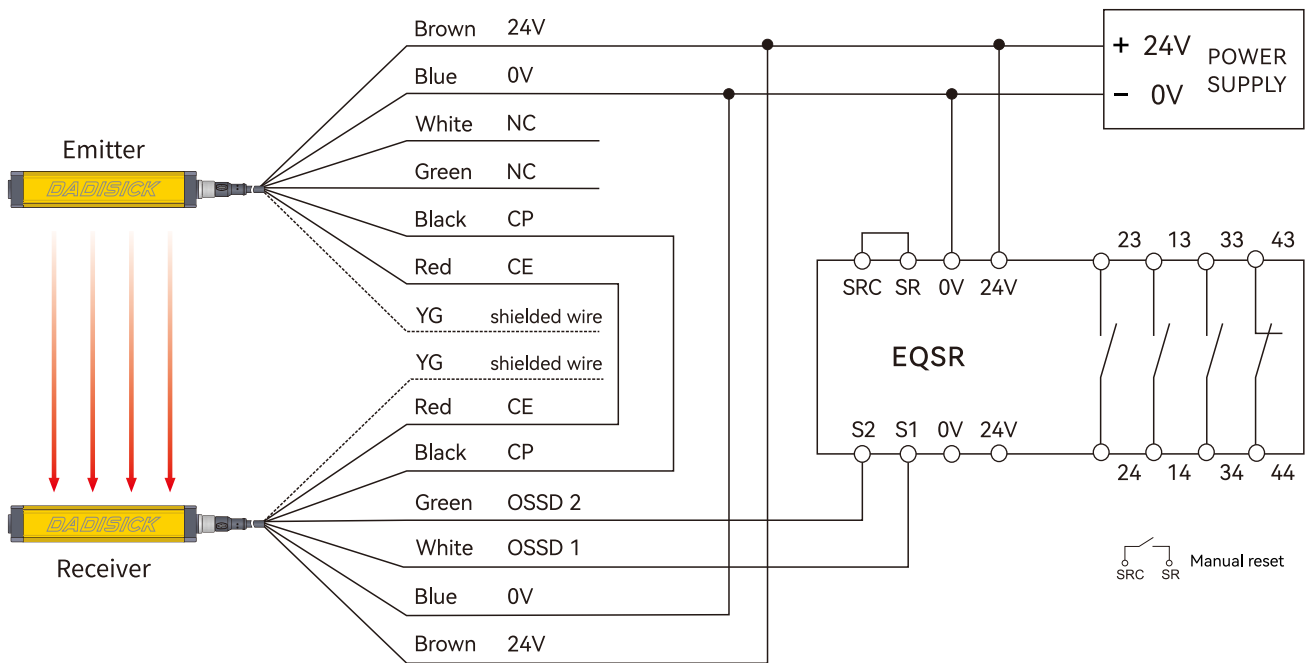 Brown 24V
Blue 0V
White NC
Green NC
Black CP
Red CE
YG shielded wire
YG shielded wire
Red CE
Black CP
Green OSSD 2
White OSSD 1
Blue 0V
Brown 24V
Emitter
DADISICK
DADISICK
Receiver
+ 24V
- 0V
POWER
SUPPLY
23 13 33 43
SRC SR 0V 24V
EQSR
S2 S1 0V 24V
24 14 34 44
SRC SR Manual reset